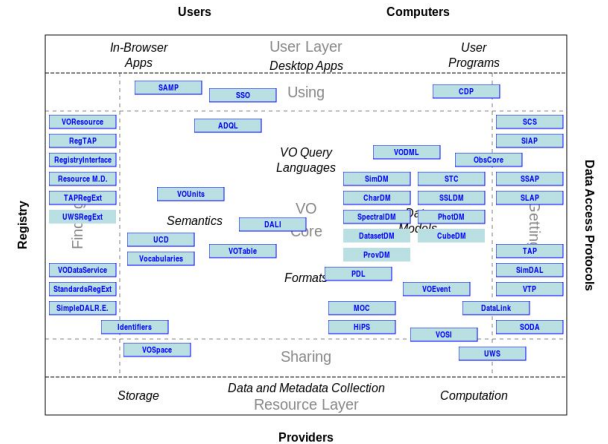 Users
Computers
In-Browser
Apps
User Layer
Desktop Apps
User
Programs
SAMP
SSO
Using
CDP
VOResource
ADQL
SCS
RegTAP
SIAP
RegistryInterface
VO Query
Languages
VODML
ObsCore
Resource M.D.
SimDM
STC
SSAP
TAPRegExt
VOUnits
CharDM
SSLDM
SLAP
UWSRegExt
Semantics
VO
Core
SpectralDM
PhotDM
Models
DALI
UCD
DatasetDM
CubeDM
Vocabularies
VOTable
ProvDM
TAP
Registry
Data Access Protocols
VODataService
Formats
PDL
SimDAL
StandardsRegExt
VOEvent
VTP
SimpleDALR.E.
MOC
DataLink
Identifiers
HiPS
VOSI
SODA
VOSpace
Sharing
UWS
Storage
Data and Metadata Collection
Resource Layer
Computation
Providers